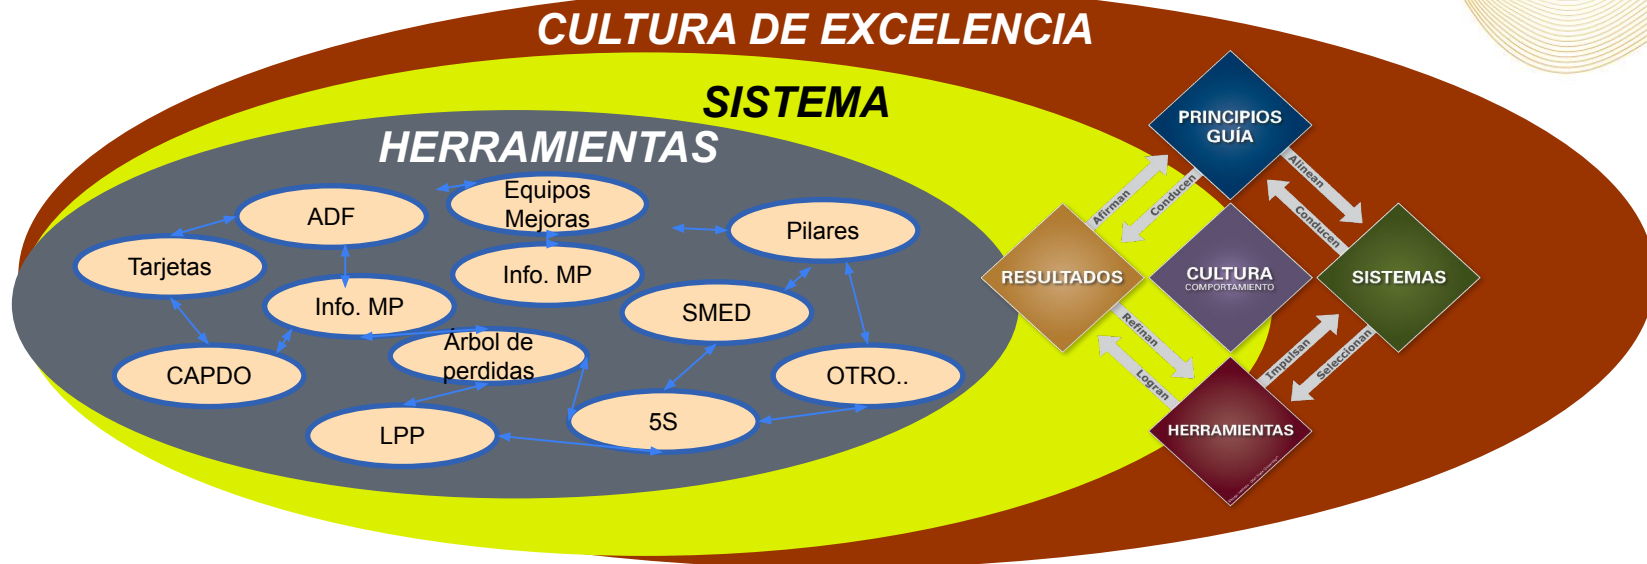 CULTURA DE EXCELENCIA
SISTEMA
HERRAMIENTAS
ADF
Equipos
Mejoras
Pilares
Tarjetas
Info. MP
Info. MP
SMED
Árbol de
perdidas
CAPDO
OTRO..
LPP
5S
PRINCIPIOS
GUÍA
Afirman
Conducen
Alinean
Conducen
RESULTADOS
CULTURA
COMPORTAMIENTO
SISTEMAS
Refinan
Logran
Impulsan
Seleccionan
HERRAMIENTAS